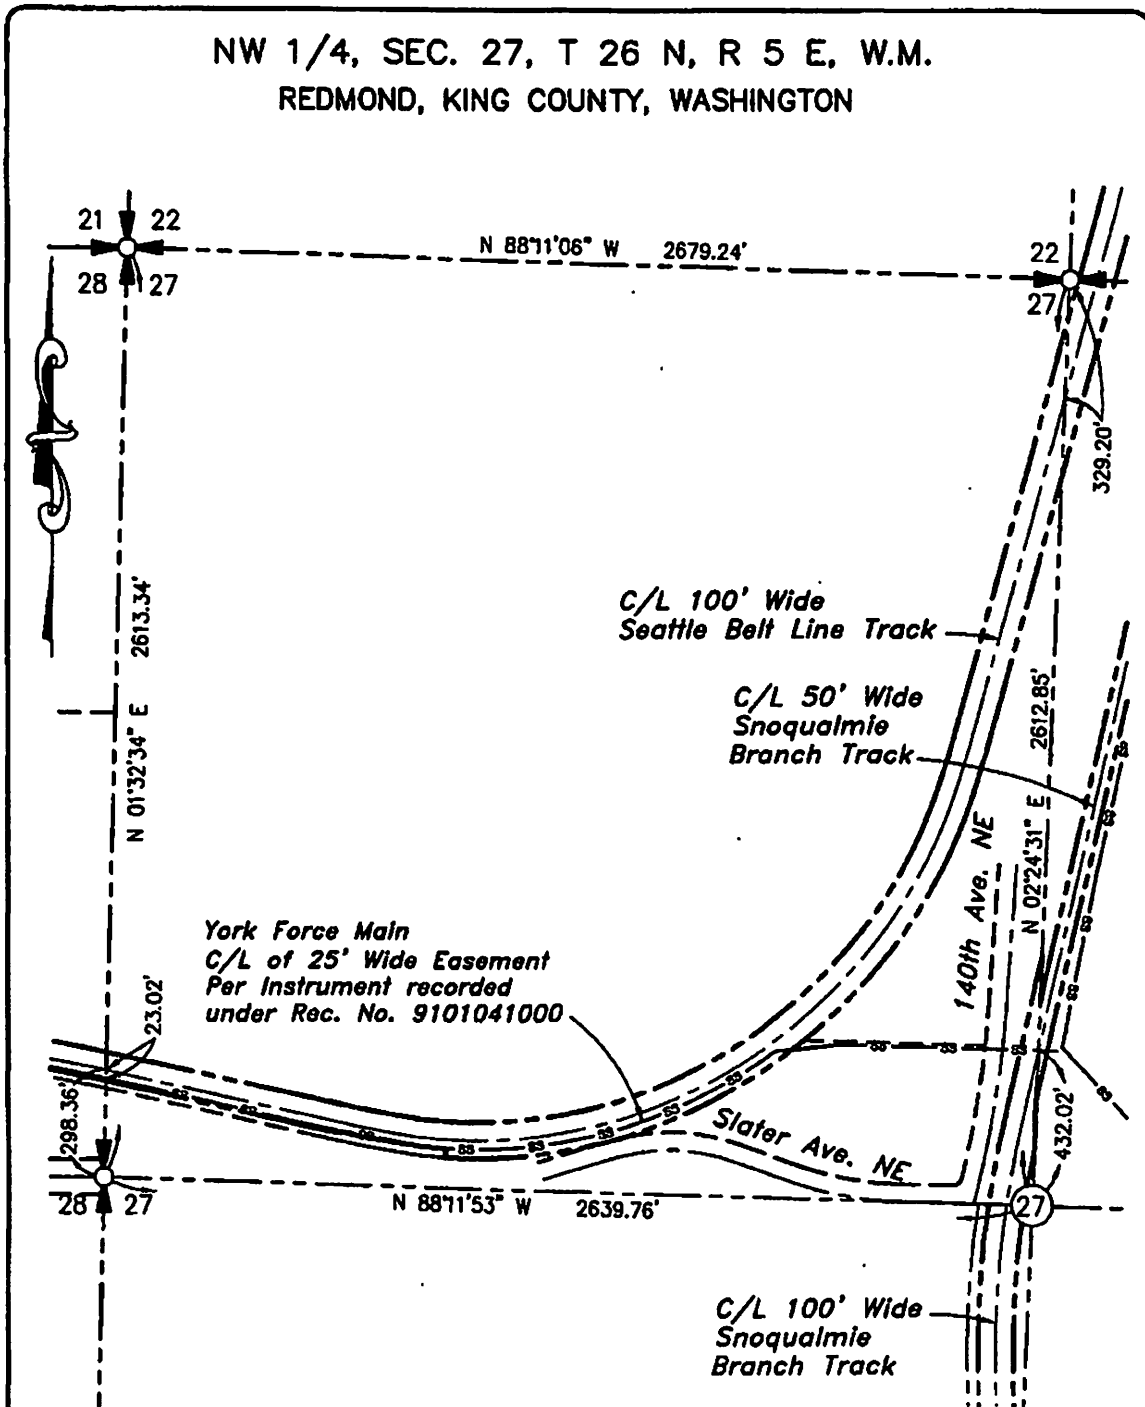 NW 1/4, SEC. 27, T 26 N, R 5 E, W.M.
REDMOND, KING COUNTY, WASHINGTON
21 22
28 27
N 88°11'06" W 2679.24'
22
27
329.20'
2613.34'
N 01°32'34" E
C/L 100' Wide
Seattle Belt Line Track
C/L 50' Wide
Snoqualmie
Branch Track
2612.85'
N 02°24'31" E
140th Ave. NE
York Force Main
C/L of 25' Wide Easement
Per Instrument recorded
under Rec. No. 9101041000
23.02'
298.36'
Slater Ave. NE
432.02'
28 27
N 88°11'53" W 2639.76'
27
C/L 100' Wide
Snoqualmie
Branch Track